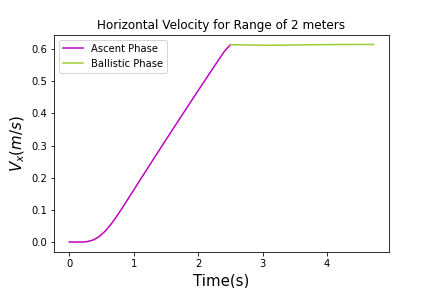 Horizontal Velocity for Range of 2 meters
Ascent Phase
Ballistic Phase
V_x(m/s)
0.6
0.5
0.4
0.3
0.2
0.1
0.0
0 1 2 3 4
Time(s)